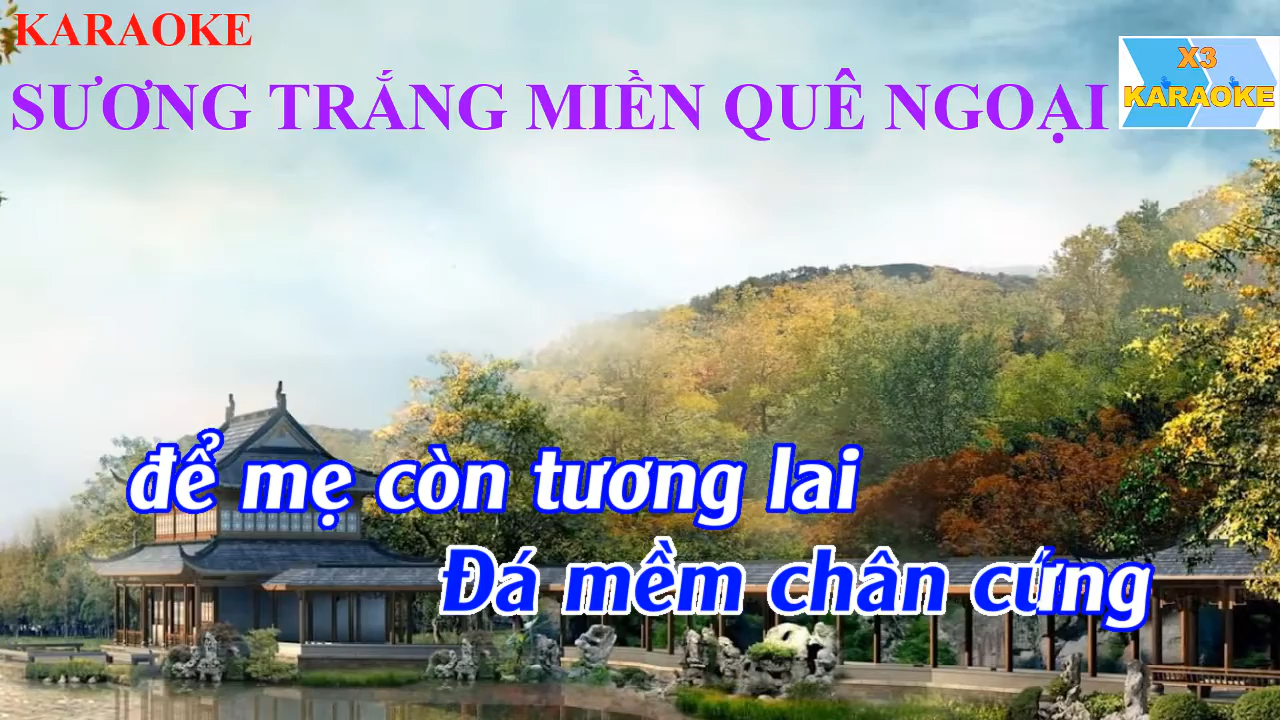 KARAOKE
SƯƠNG TRẮNG MIỀN QUÊ NGOẠI
X3
KARAOKE
để mẹ còn tương lai
Đá mềm chân cứng